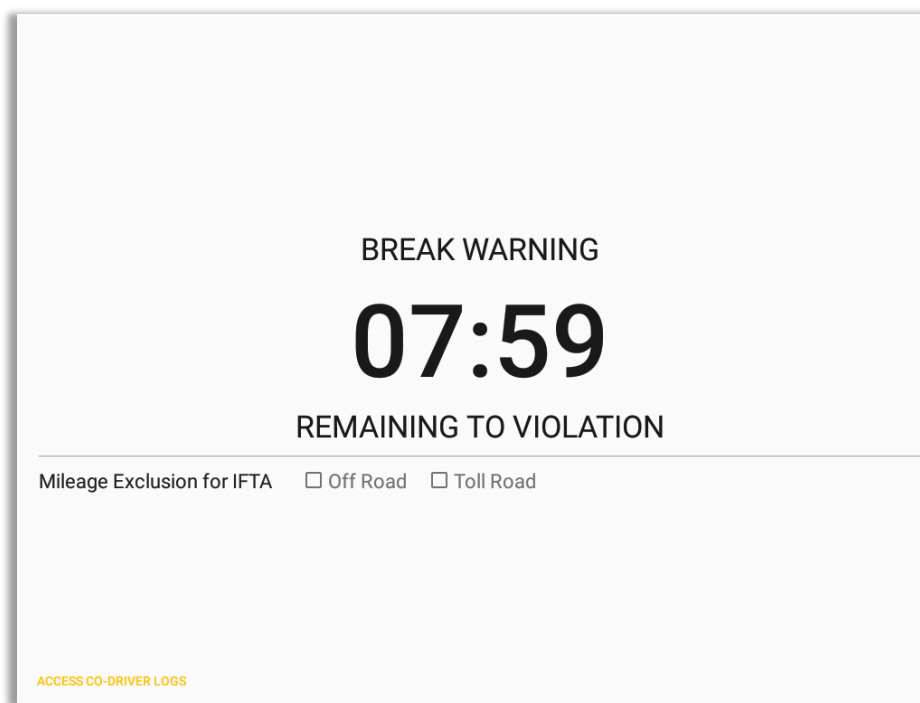 BREAK WARNING
07:59
REMAINING TO VIOLATION
Mileage Exclusion for IFTA Off Road Toll Road
ACCESS CO-DRIVER LOGS